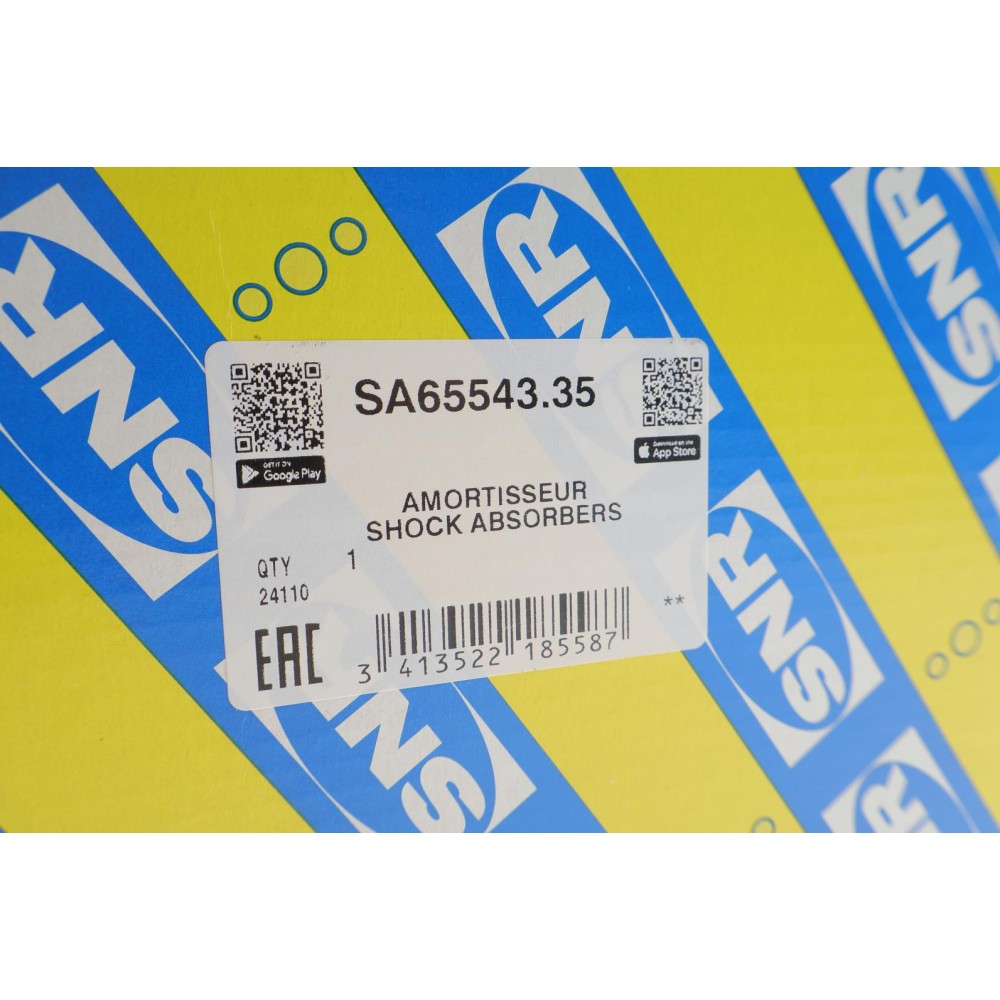 SNR
SNR
SNR
SA65543.35
GET IT ON
Google Play
Download on the
App Store
AMORTISSEUR
SHOCK ABSORBERS
QTY 1
24110
**
EAC
3 413522 185587
SNR
SNR
SNR